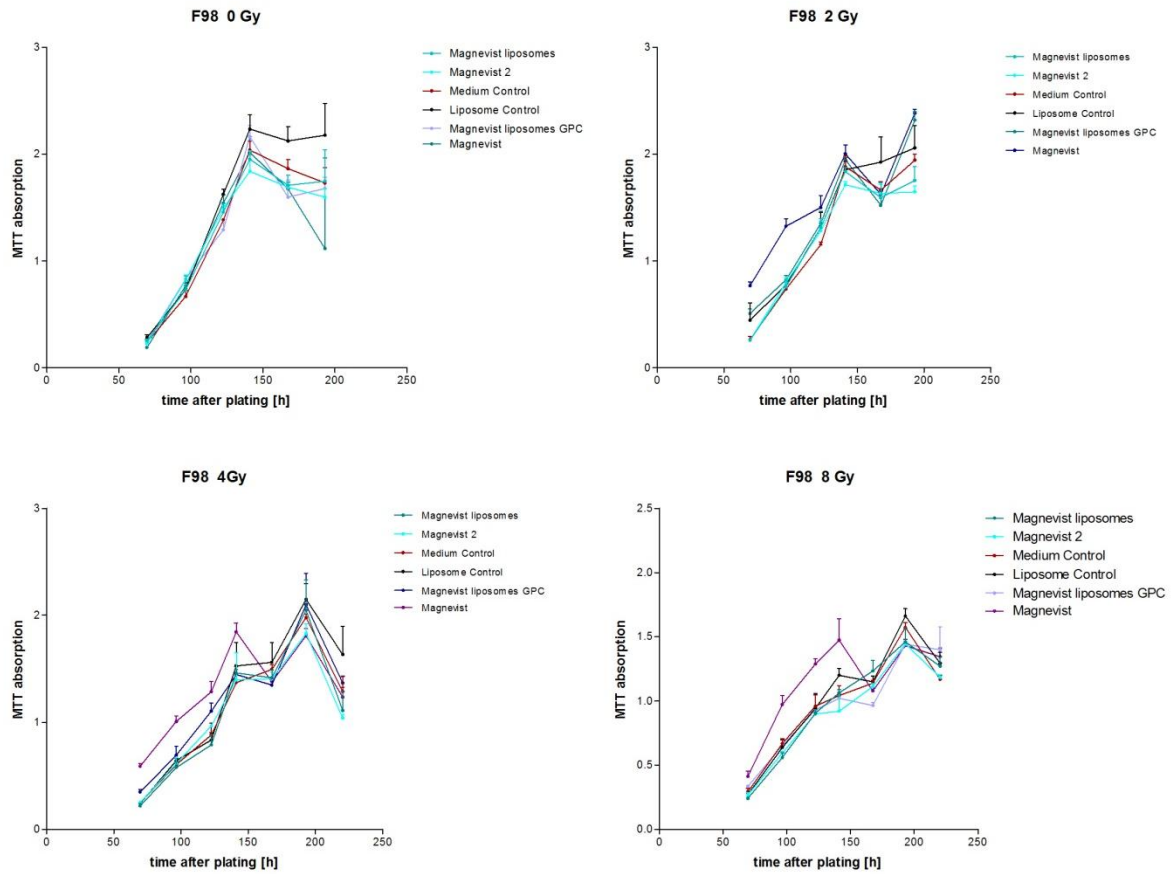 F98 0 Gy
MTT absorption
3
2
1
0
0
50
100
150
200
250
time after plating [h]
Magnevist liposomes
Magnevist 2
Medium Control
Liposome Control
Magnevist liposomes GPC
Magnevist
F98 2 Gy
MTT absorption
3
2
1
0
0
50
100
150
200
250
time after plating [h]
Magnevist liposomes
Magnevist 2
Medium Control
Liposome Control
Magnevist liposomes GPC
Magnevist
F98 4Gy
MTT absorption
3
2
1
0
0
50
100
150
200
250
time after plating [h]
Magnevist liposomes
Magnevist 2
Medium Control
Liposome Control
Magnevist liposomes GPC
Magnevist
F98 8 Gy
MTT absorption
2.5
2.0
1.5
1.0
0.5
0.0
0
50
100
150
200
250
time after plating [h]
Magnevist liposomes
Magnevist 2
Medium Control
Liposome Control
Magnevist liposomes GPC
Magnevist